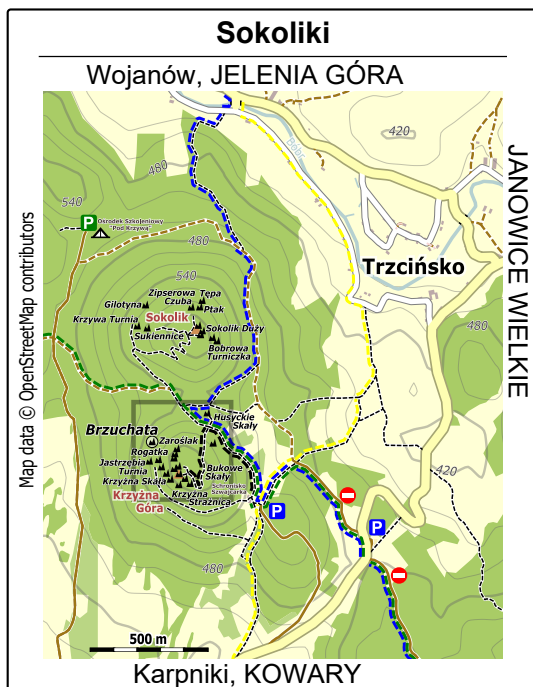 Sokoliki
Wojanów, JELENIA GÓRA
JANOWICE WIELKIE
Map data © OpenStreetMap contributors
420
480
540
P
Ośrodek Szkoleniowy
"Pod Krzywą"
480
Trzcińsko
540
Zipserowa
Czuba
Tępa
Gilotyna
Ptak
Krzywa Turnia
Sokolik
Sokolik Duży
Sukiennice
Bobrowa
Turniczka
480
Husyckie
Skały
Brzuchata
Zaroślak
Rogatka
Jastrzębia
Turnia
Bukowe
Skały
Krzyżna Skała
Schronisko
Szwajcarka
Krzyżna
Strażnica
Krzyżna
Góra
420
P
P
480
500 m
Karpniki, KOWARY